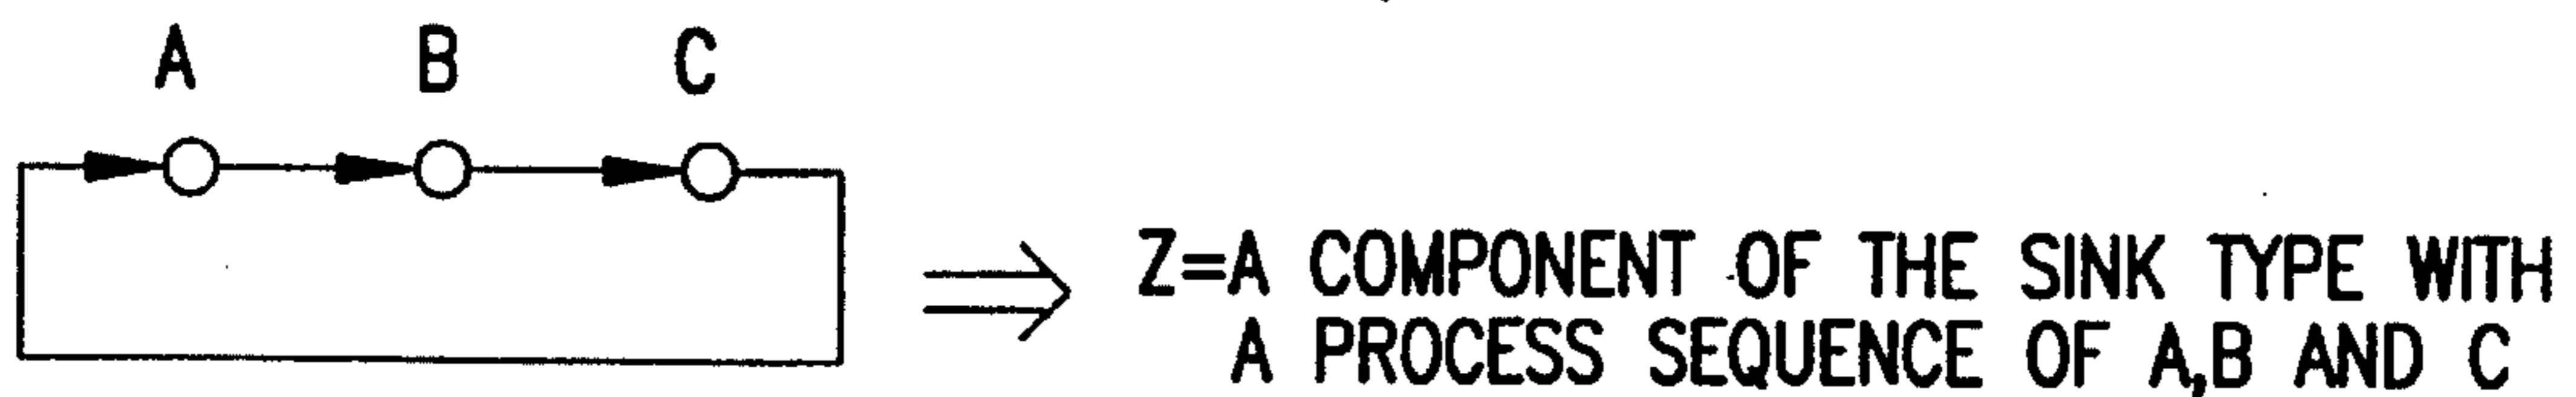 A B C
Z=A COMPONENT OF THE SINK TYPE WITH
A PROCESS SEQUENCE OF A,B AND C